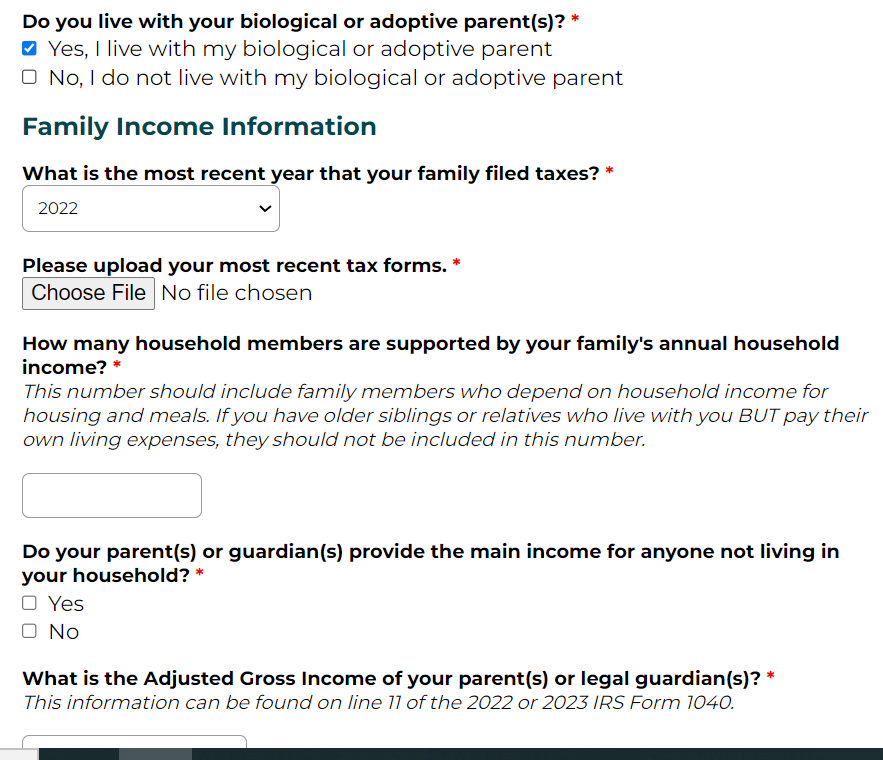 Do you live with your biological or adoptive parent(s)? *
Yes, I live with my biological or adoptive parent
No, I do not live with my biological or adoptive parent
Family Income Information
What is the most recent year that your family filed taxes? *
2022
Please upload your most recent tax forms. *
Choose File No file chosen
How many household members are supported by your family's annual household
income? *
This number should include family members who depend on household income for
housing and meals. If you have older siblings or relatives who live with you BUT pay their
own living expenses, they should not be included in this number.
Do your parent(s) or guardian(s) provide the main income for anyone not living in
your household? *
Yes
No
What is the Adjusted Gross Income of your parent(s) or legal guardian(s)? *
This information can be found on line 11 of the 2022 or 2023 IRS Form 1040.